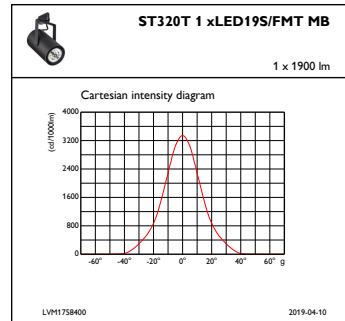 ST320T 1 xLED19S/FMT MB
1 x 1900 lm
Cartesian intensity diagram
(cd/1000lm)
4000
3200
2400
1600
800
0
-60° -40° -20° 0° 20° 40° 60° g
LVM1758400 2019-04-10